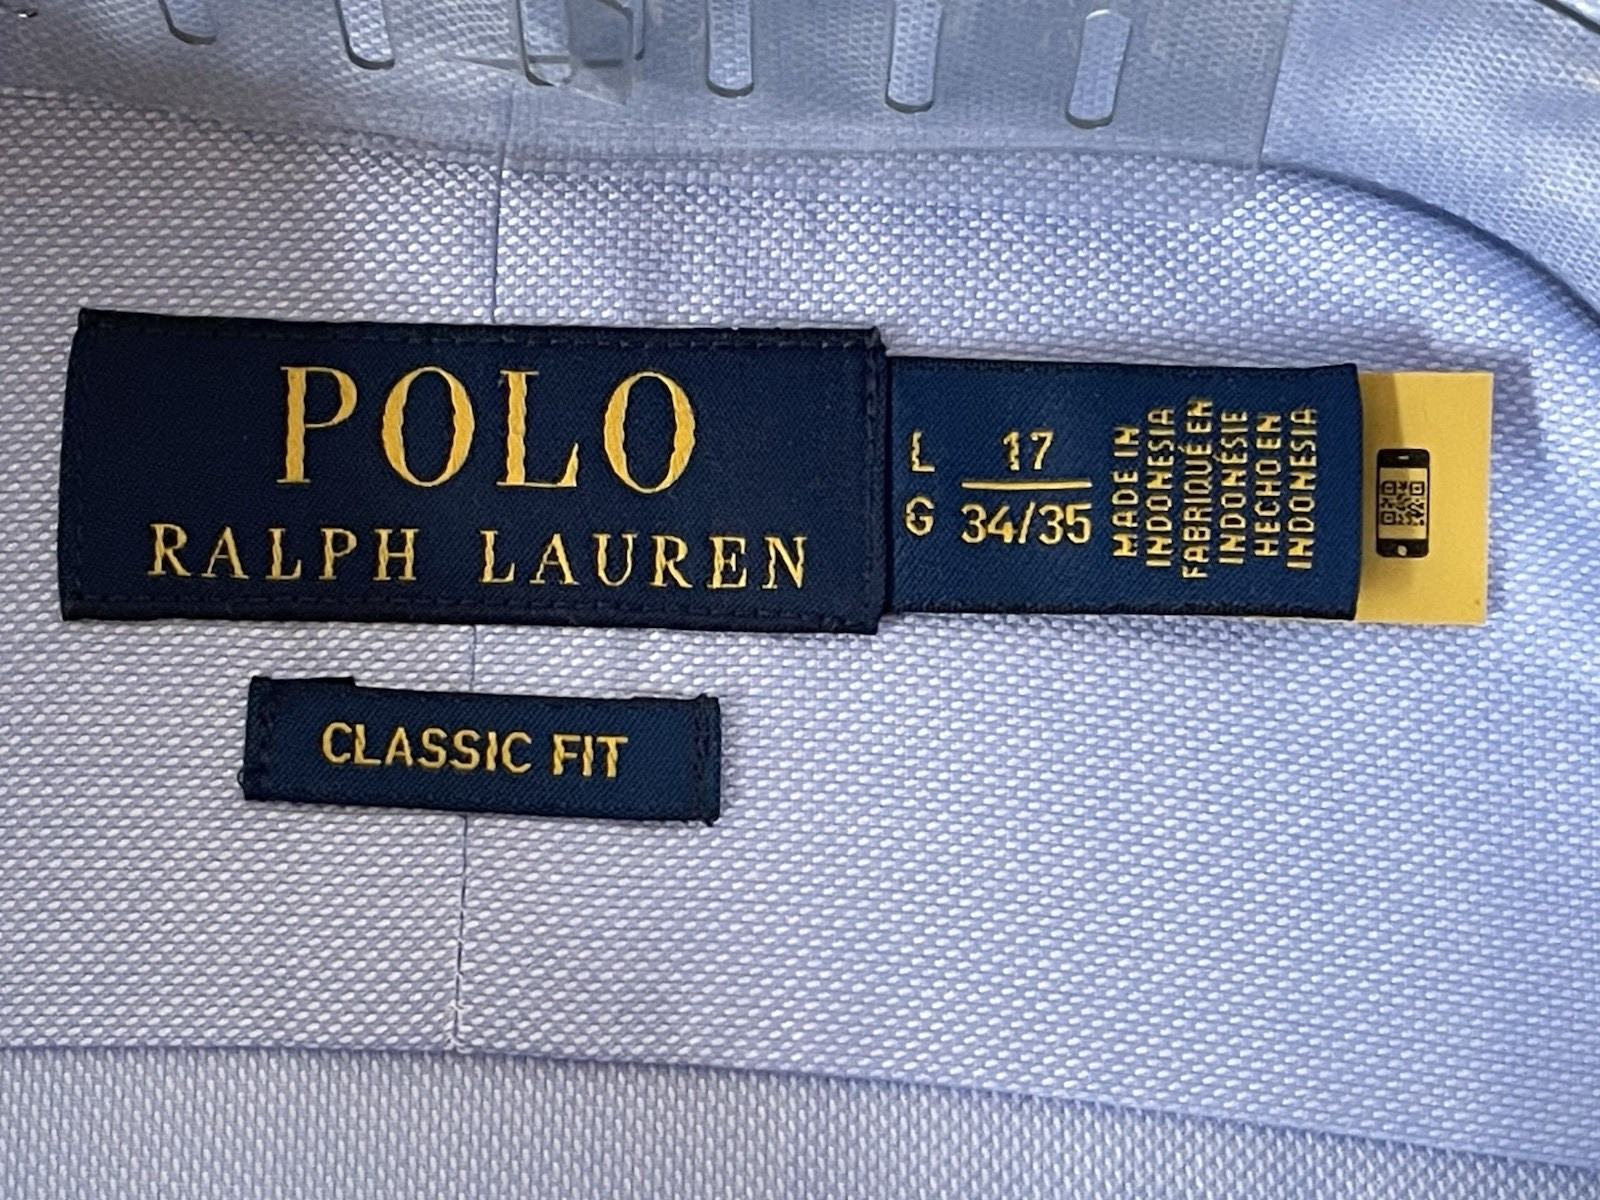 POLO
RALPH LAUREN
L
G
17
34/35
MADE IN
INDONESIA
FABRIQUÉ EN
INDONÉSIE
HECHO EN
INDONESIA
CLASSIC FIT